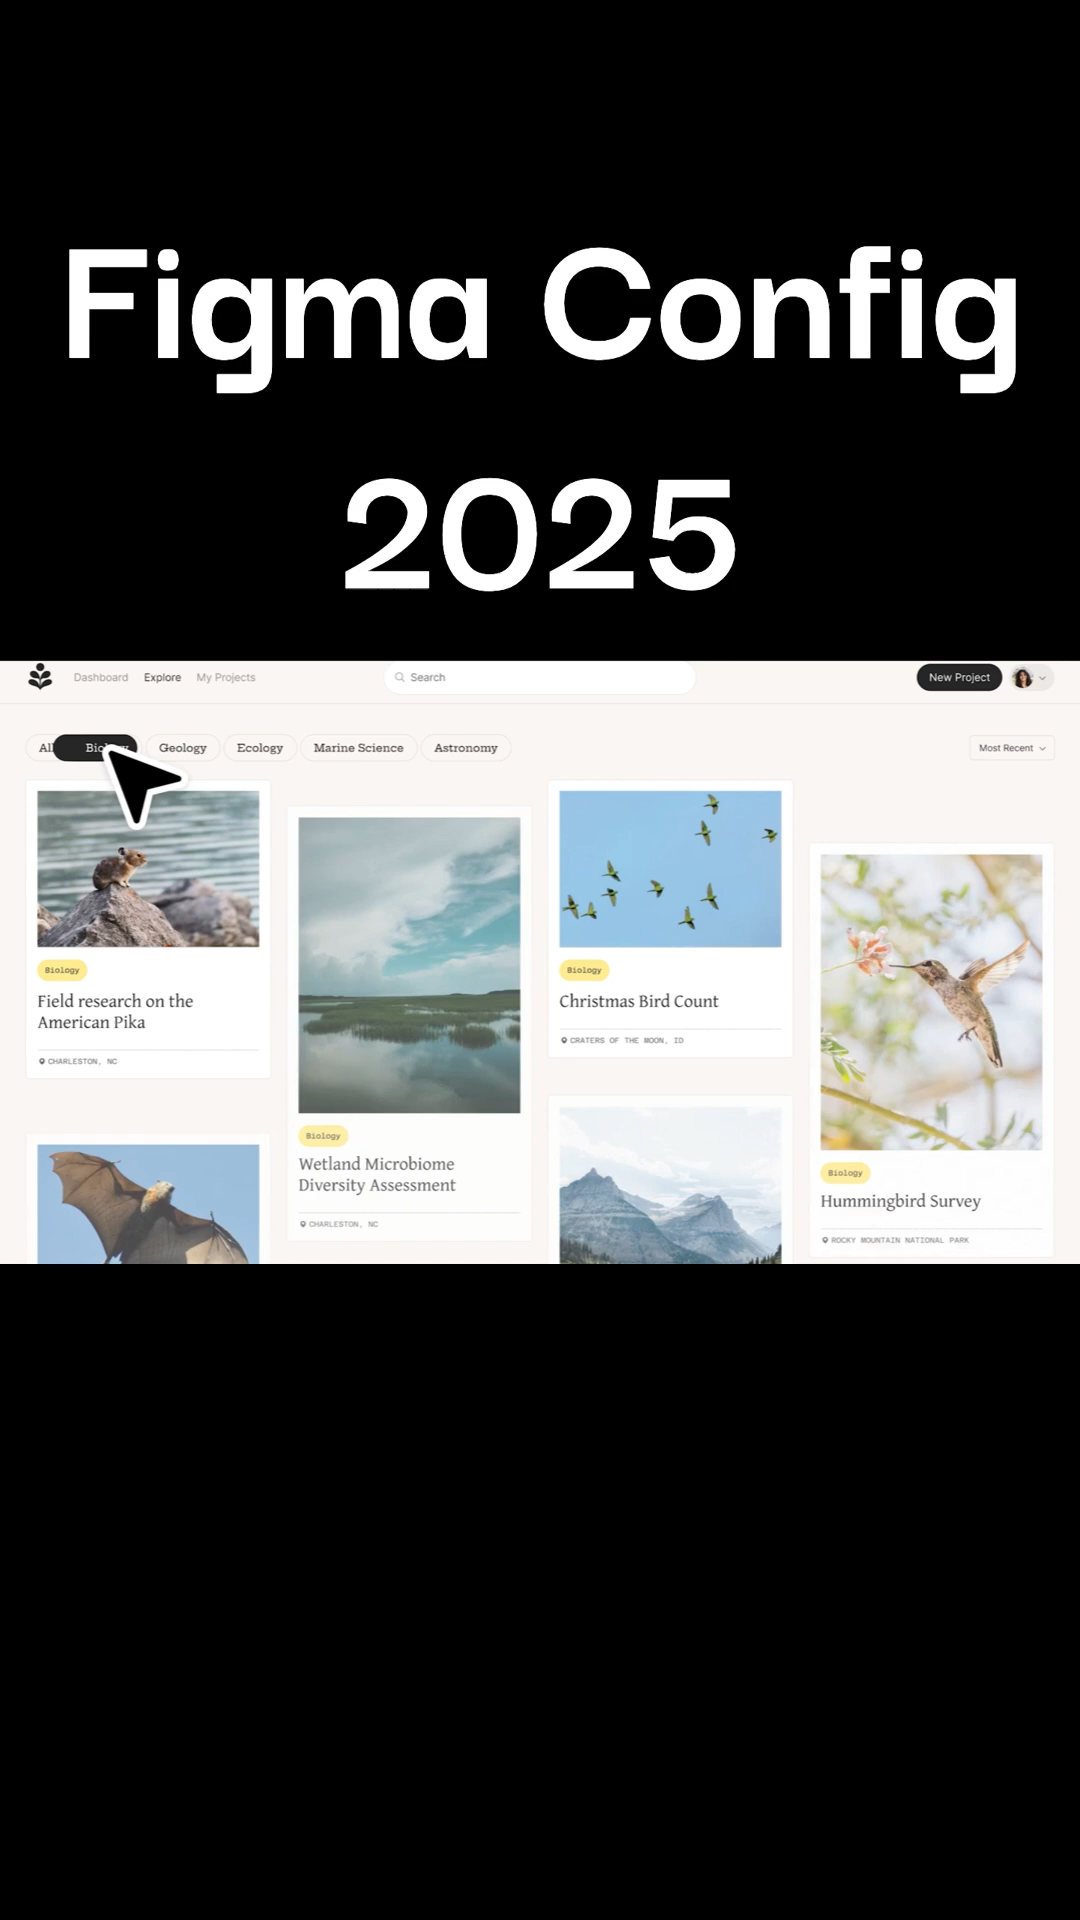 Figma Config
2025
Dashboard Explore My Projects
Search
New Project
All
Geology
Ecology
Marine Science
Astronomy
Most Recent
Biology
Field research on the
American Pika
CHARLESTON, NC
Biology
Wetland Microbiome
Diversity Assessment
CHARLESTON, NC
Biology
Christmas Bird Count
CRATERS OF THE MOON, ID
Biology
Hummingbird Survey
ROCKY MOUNTAIN NATIONAL PARK